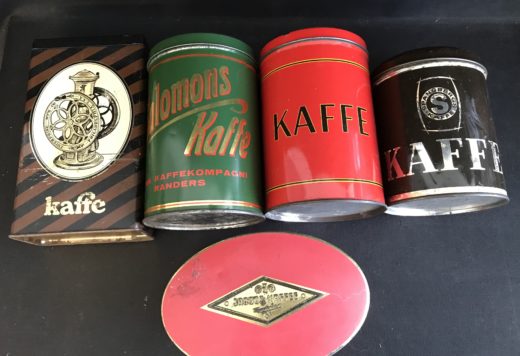 kaffe
lomons
Kaffe
KAFFEKOMPAGNI
RANDERS
KAFFE
S
KAFFE